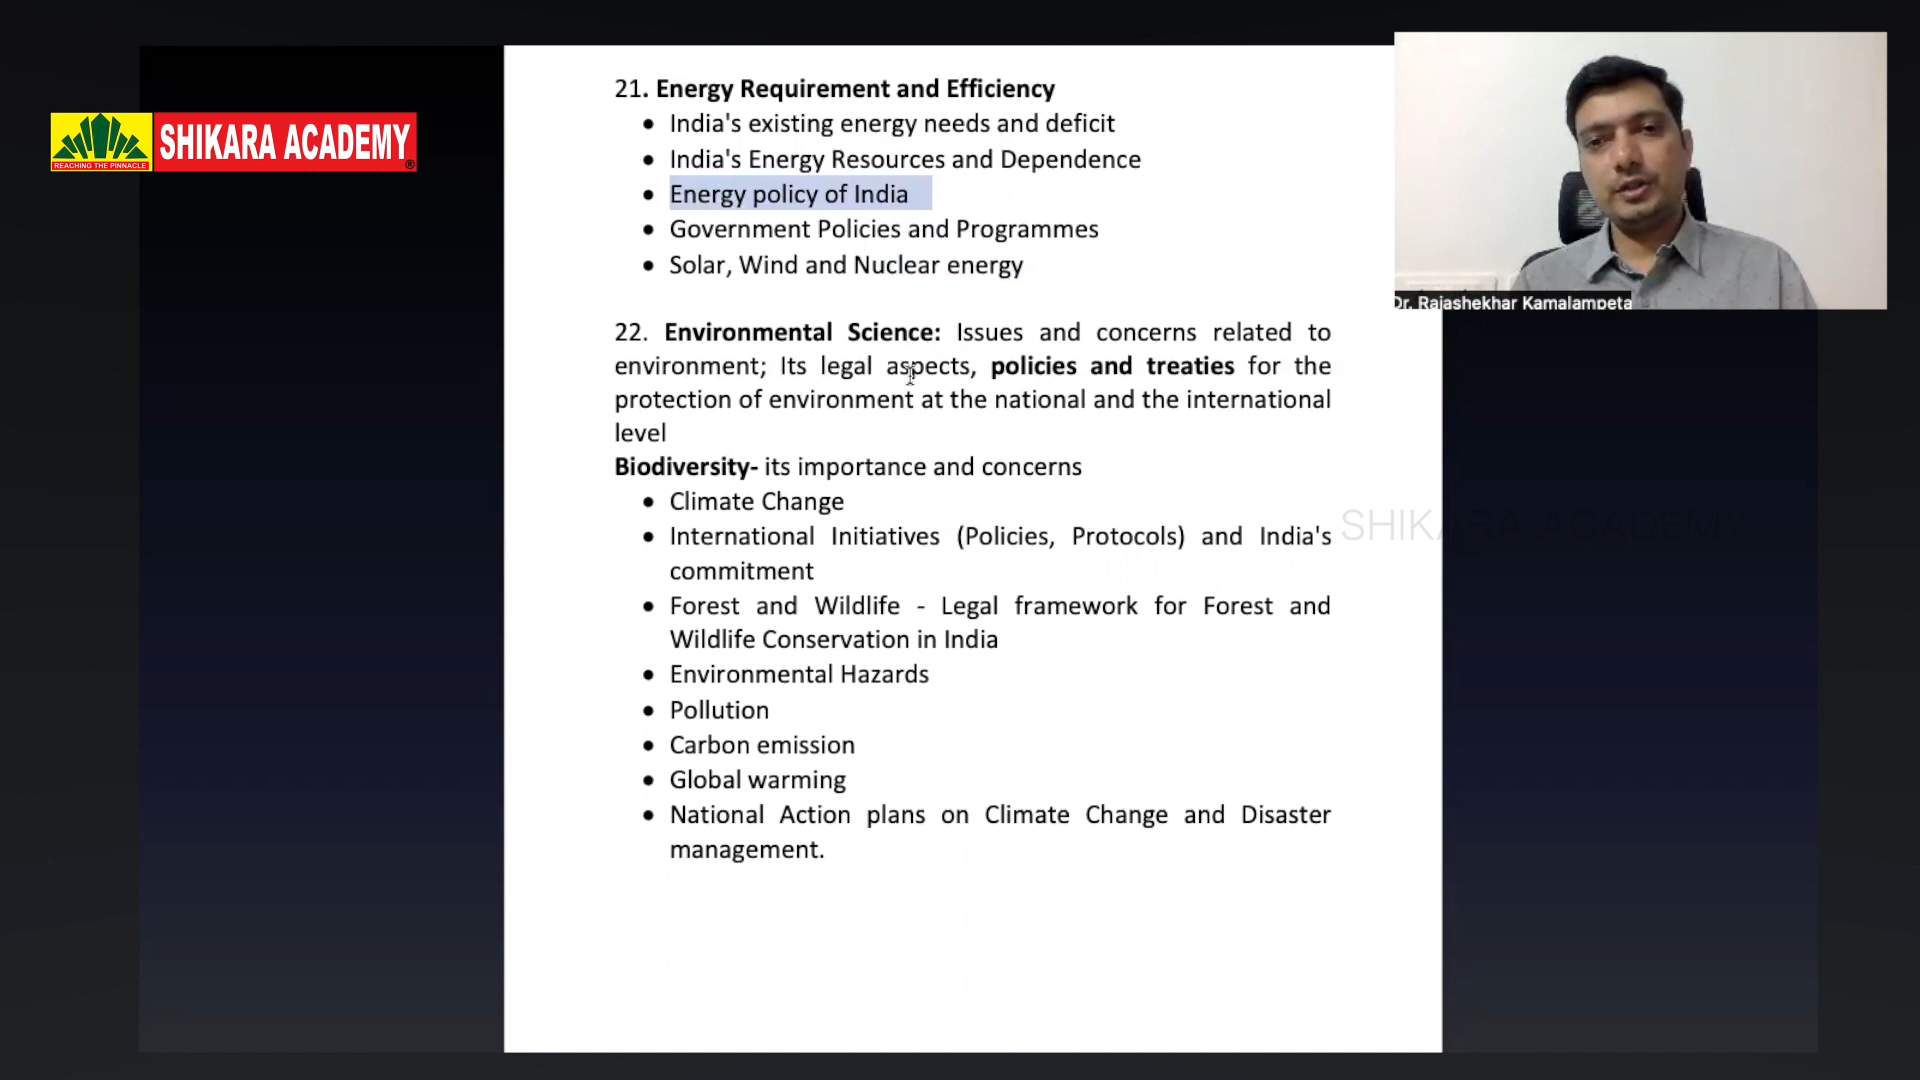 SHIKARA ACADEMY
REACHING THE PINNACLE
®
21. Energy Requirement and Efficiency
• India's existing energy needs and deficit
• India's Energy Resources and Dependence
• Energy policy of India
• Government Policies and Programmes
• Solar, Wind and Nuclear energy
22. Environmental Science: Issues and concerns related to
environment; Its legal aspects, policies and treaties for the
protection of environment at the national and the international
level
Biodiversity- its importance and concerns
• Climate Change
• International Initiatives (Policies, Protocols) and India's
commitment
• Forest and Wildlife - Legal framework for Forest and
Wildlife Conservation in India
• Environmental Hazards
• Pollution
• Carbon emission
• Global warming
• National Action plans on Climate Change and Disaster
management.
Dr. Rajashekhar Kamalampeta
SHIKARA ACADEMY